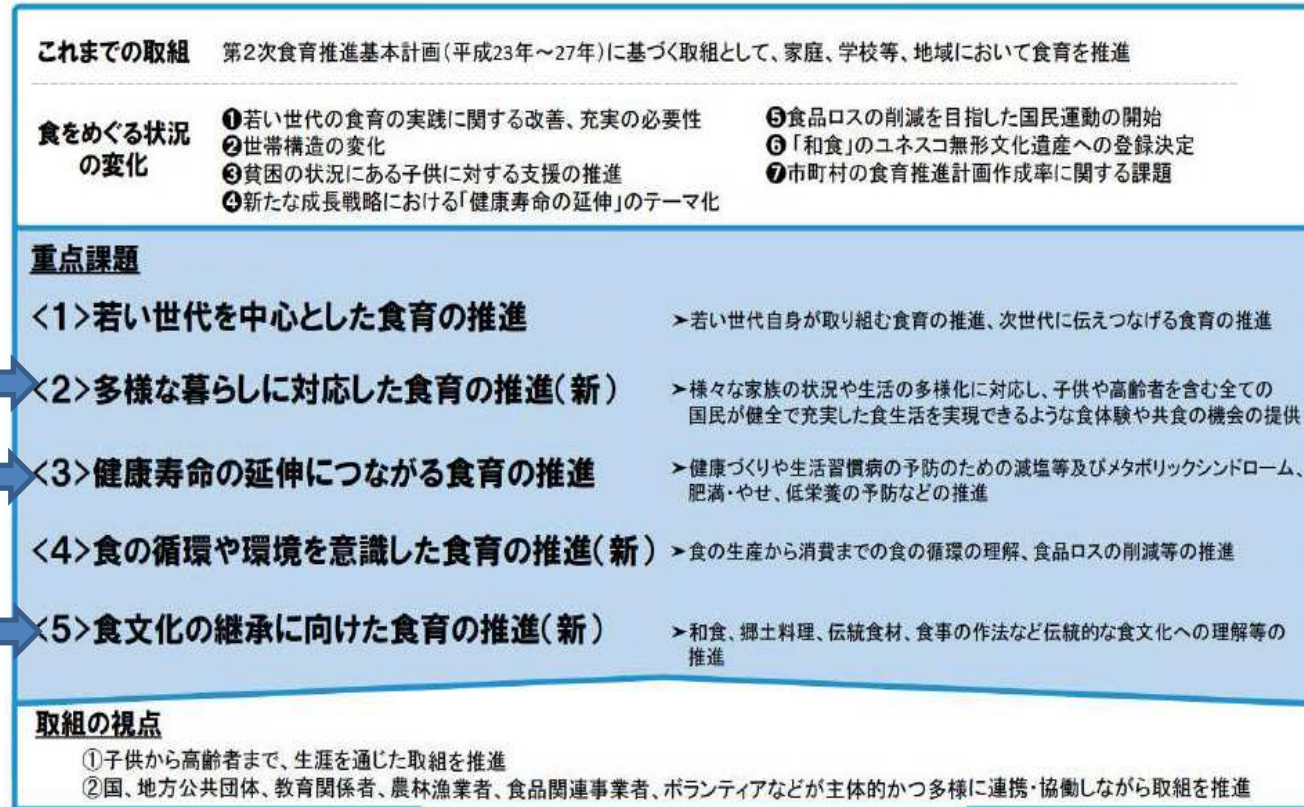 これまでの取組 第2次食育推進基本計画(平成23年～27年)に基づく取組として、家庭、学校等、地域において食育を推進
食をめぐる状況の変化
❶若い世代の食育の実践に関する改善、充実の必要性
❷世帯構造の変化
❸貧困の状況にある子供に対する支援の推進
❹新たな成長戦略における「健康寿命の延伸」のテーマ化
❺食品ロスの削減を目指した国民運動の開始
❻「和食」のユネスコ無形文化遺産への登録決定
❼市町村の食育推進計画作成率に関する課題
重点課題
<1>若い世代を中心とした食育の推進
➤若い世代自身が取り組む食育の推進、次世代に伝えつなげる食育の推進
<2>多様な暮らしに対応した食育の推進(新)
➤様々な家族の状況や生活の多様化に対応し、子供や高齢者を含む全ての
国民が健全で充実した食生活を実現できるような食体験や共食の機会の提供
<3>健康寿命の延伸につながる食育の推進
➤健康づくりや生活習慣病の予防のための減塩等及びメタボリックシンドローム、
肥満・やせ、低栄養の予防などの推進
<4>食の循環や環境を意識した食育の推進(新)
➤食の生産から消費までの食の循環の理解、食品ロスの削減等の推進
<5>食文化の継承に向けた食育の推進(新)
➤和食、郷土料理、伝統食材、食事の作法など伝統的な食文化への理解等の
推進
取組の視点
①子供から高齢者まで、生涯を通じた取組を推進
②国、地方公共団体、教育関係者、農林漁業者、食品関連事業者、ボランティアなどが主体的かつ多様に連携・協働しながら取組を推進